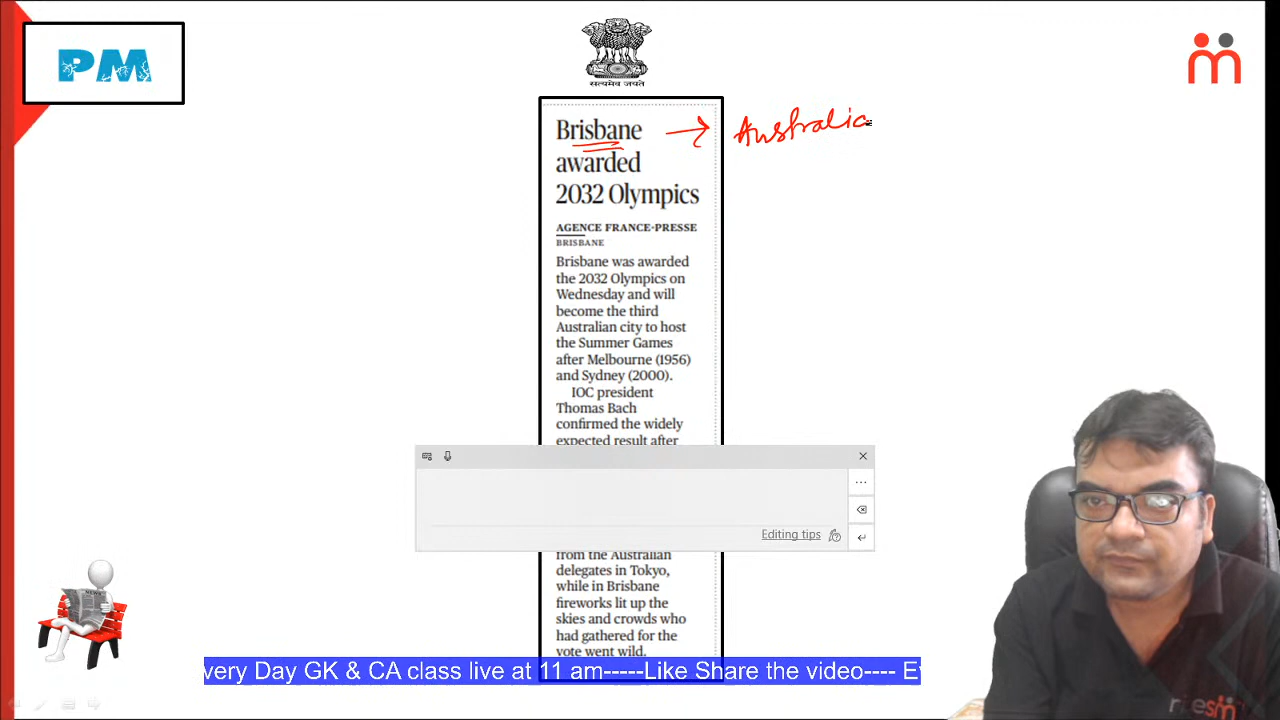 PM
सत्यमेव जयते
Brisbane → Australia
awarded
2032 Olympics
AGENCE FRANCE-PRESSE
BRISBANE
Brisbane was awarded
the 2032 Olympics on
Wednesday and will
become the third
Australian city to host
the Summer Games
after Melbourne (1956)
and Sydney (2000).
IOC president
Thomas Bach
confirmed the widely
expected result after
Editing tips
from the Australian
delegates in Tokyo,
while in Brisbane
fireworks lit up the
skies and crowds who
had gathered for the
vote went wild.
NEWS
very Day GK & CA class live at 11 am-----Like Share the video---- Ev